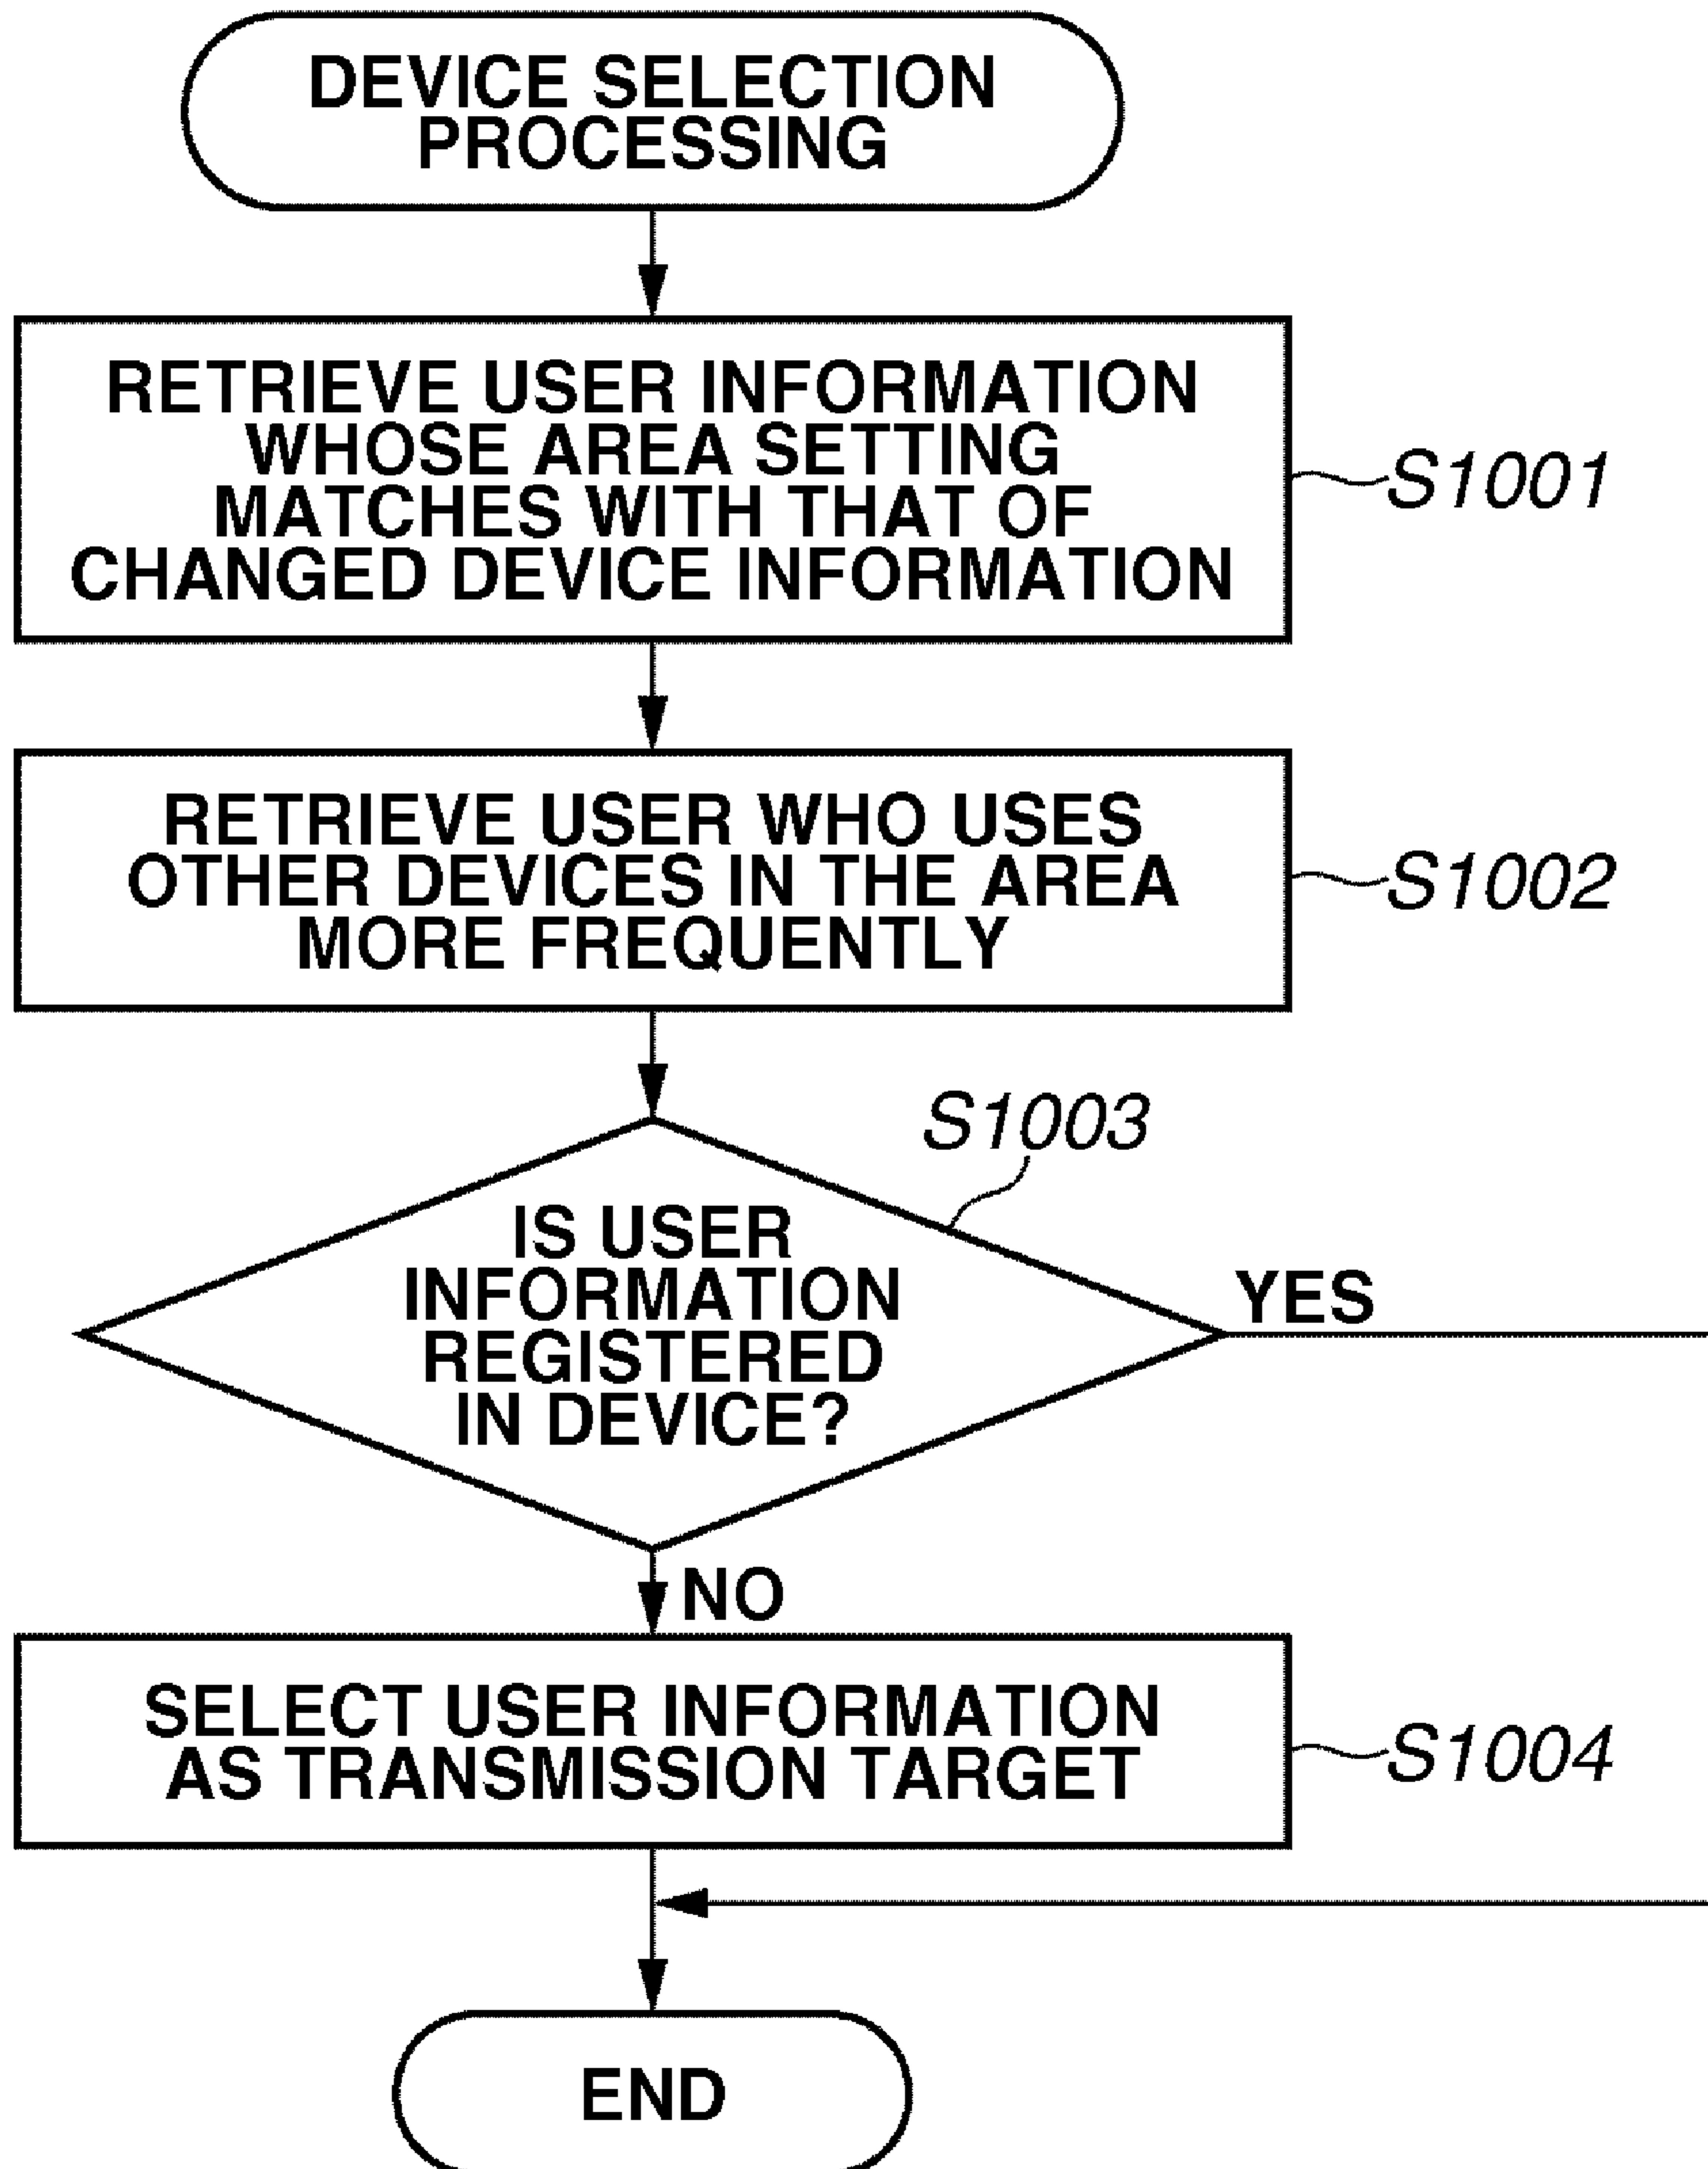 DEVICE SELECTION
PROCESSING
RETRIEVE USER INFORMATION
WHOSE AREA SETTING
MATCHES WITH THAT OF
CHANGED DEVICE INFORMATION
S1001
RETRIEVE USER WHO USES
OTHER DEVICES IN THE AREA
MORE FREQUENTLY
S1002
S1003
IS USER
INFORMATION
REGISTERED
IN DEVICE?
YES
NO
SELECT USER INFORMATION
AS TRANSMISSION TARGET
S1004
END